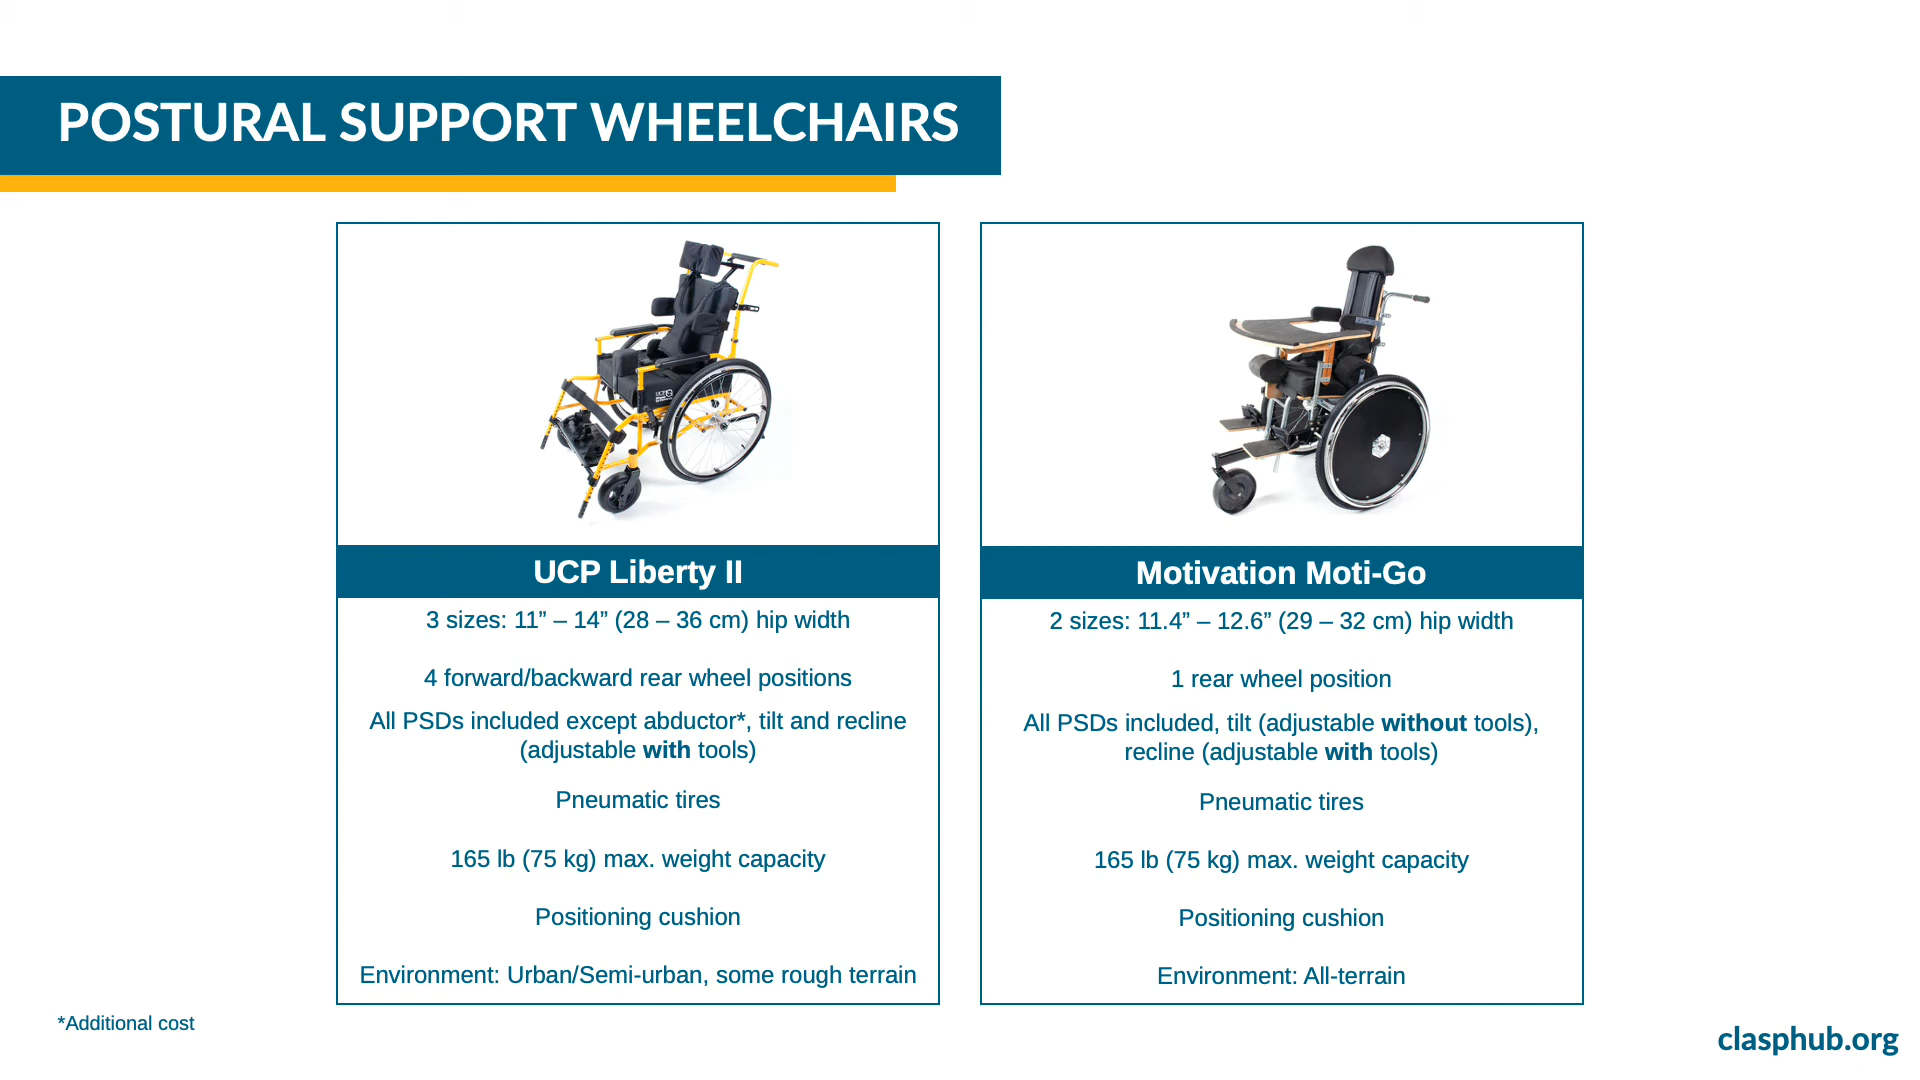 POSTURAL SUPPORT WHEELCHAIRS
UCP Liberty II
3 sizes: 11” – 14” (28 – 36 cm) hip width
4 forward/backward rear wheel positions
All PSDs included except abductor*, tilt and recline
(adjustable with tools)
Pneumatic tires
165 lb (75 kg) max. weight capacity
Positioning cushion
Environment: Urban/Semi-urban, some rough terrain
Motivation Moti-Go
2 sizes: 11.4” – 12.6” (29 – 32 cm) hip width
1 rear wheel position
All PSDs included, tilt (adjustable without tools),
recline (adjustable with tools)
Pneumatic tires
165 lb (75 kg) max. weight capacity
Positioning cushion
Environment: All-terrain
*Additional cost
clasphub.org